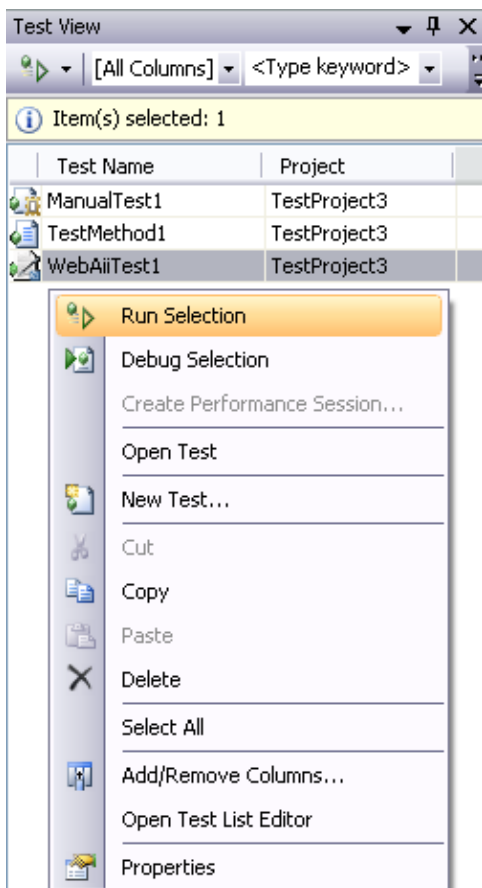 Test View
[All Columns] <Type keyword>
Item(s) selected: 1
Test Name Project
ManualTest1 TestProject3
TestMethod1 TestProject3
WebAiiTest1 TestProject3
Run Selection
Debug Selection
Create Performance Session...
Open Test
New Test...
Cut
Copy
Paste
Delete
Select All
Add/Remove Columns...
Open Test List Editor
Properties